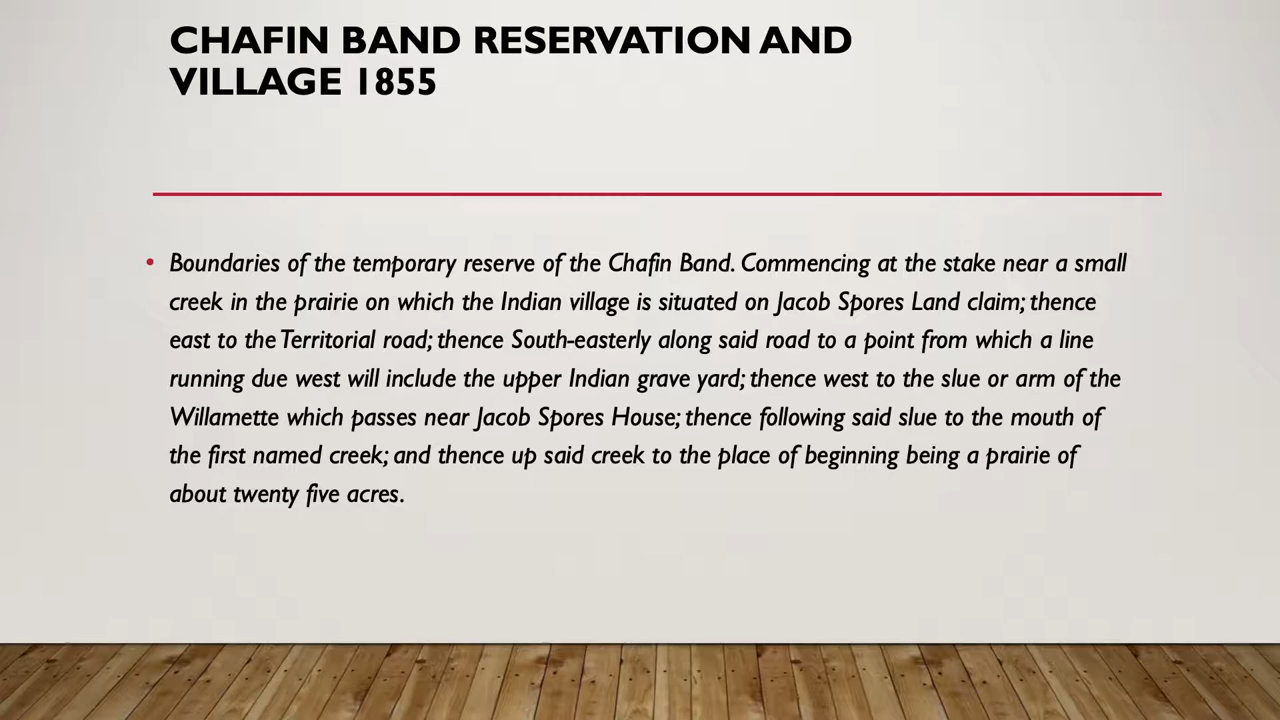 CHAFIN BAND RESERVATION AND
VILLAGE 1855
• Boundaries of the temporary reserve of the Chafin Band. Commencing at the stake near a small
creek in the prairie on which the Indian village is situated on Jacob Spores Land claim; thence
east to the Territorial road; thence South-easterly along said road to a point from which a line
running due west will include the upper Indian grave yard; thence west to the slue or arm of the
Willamette which passes near Jacob Spores House; thence following said slue to the mouth of
the first named creek; and thence up said creek to the place of beginning being a prairie of
about twenty five acres.